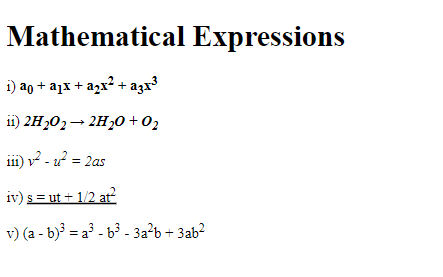 Mathematical Expressions
i) a₀ + a₁x + a₂x² + a₃x³
ii) 2H₂O₂ → 2H₂O + O₂
iii) v² - u² = 2as
iv) s = ut + 1/2 at²
v) (a - b)³ = a³ - b³ - 3a²b + 3ab²